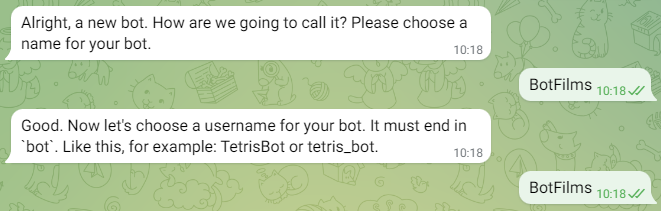 Alright, a new bot. How are we going to call it? Please choose a
name for your bot.
10:18
BotFilms 10:18
Good. Now let's choose a username for your bot. It must end in
`bot`. Like this, for example: TetrisBot or tetris_bot.
10:18
BotFilms 10:18